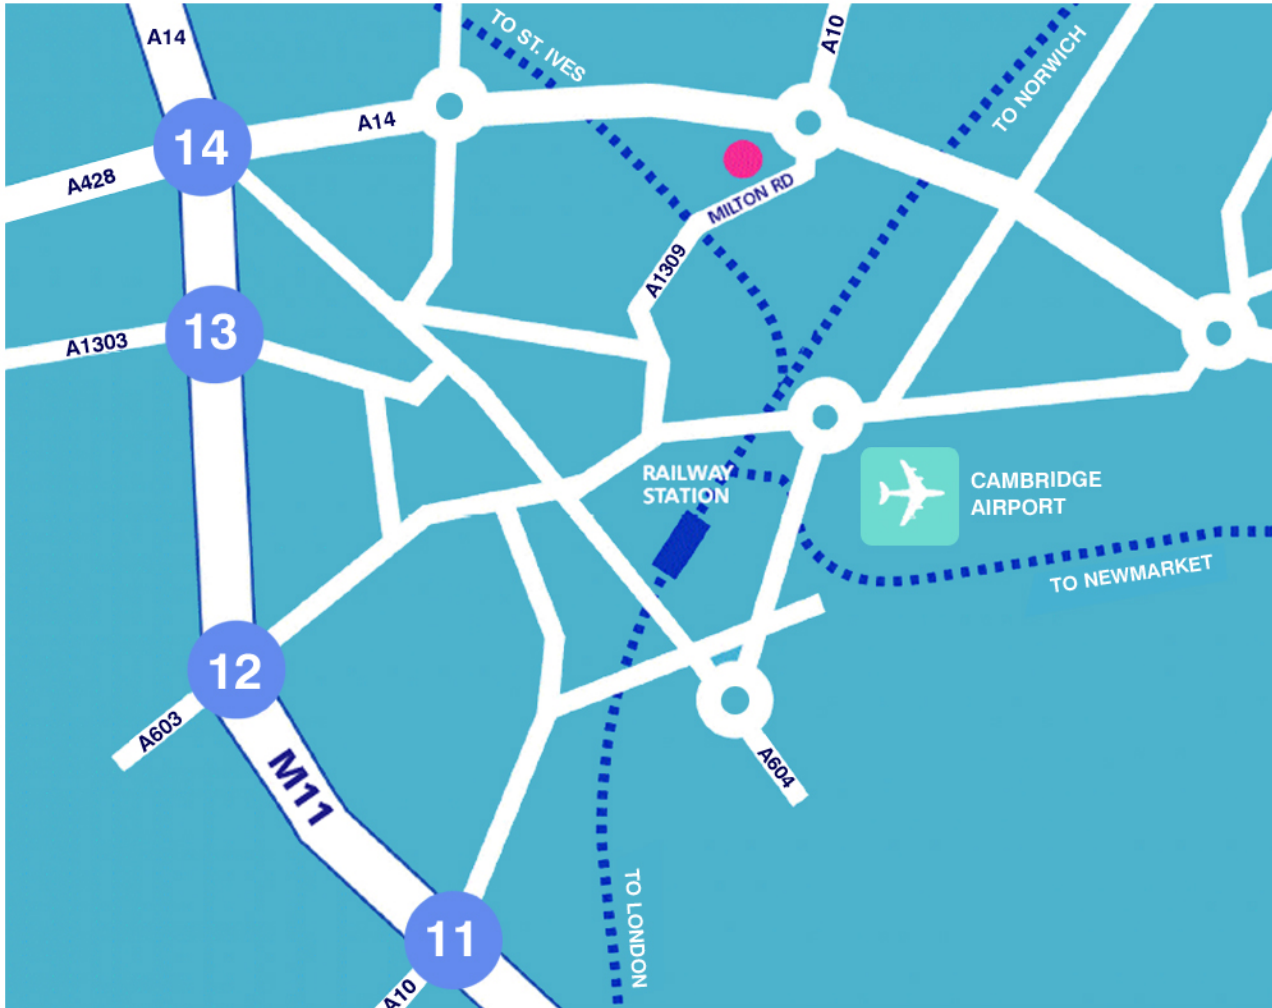 A14
TO ST. IVES
A10
TO NORWICH
14
A14
A428
MILTON RD
A1309
13
A1303
RAILWAY
STATION
CAMBRIDGE
AIRPORT
TO NEWMARKET
12
A603
M11
A604
TO LONDON
11
A10